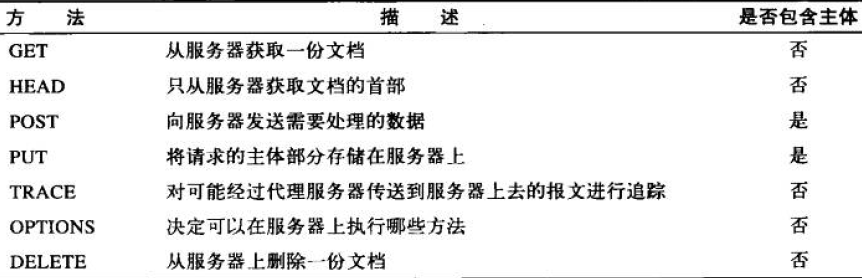 方 法 描 述 是否包含主体
GET 从服务器获取一份文档 否
HEAD 只从服务器获取文档的首部 否
POST 向服务器发送需要处理的数据 是
PUT 将请求的主体部分存储在服务器上 是
TRACE 对可能经过代理服务器传送到服务器上去的报文进行追踪 否
OPTIONS 决定可以在服务器上执行哪些方法 否
DELETE 从服务器上删除一份文档 否